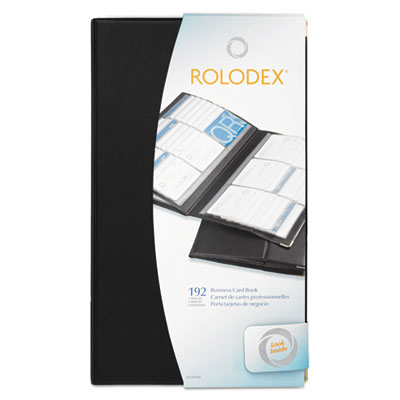 ROLODEX®
192
Business Card Book
Carnet de cartes professionnelles
Porta tarjetas de negocio
Look
Inside